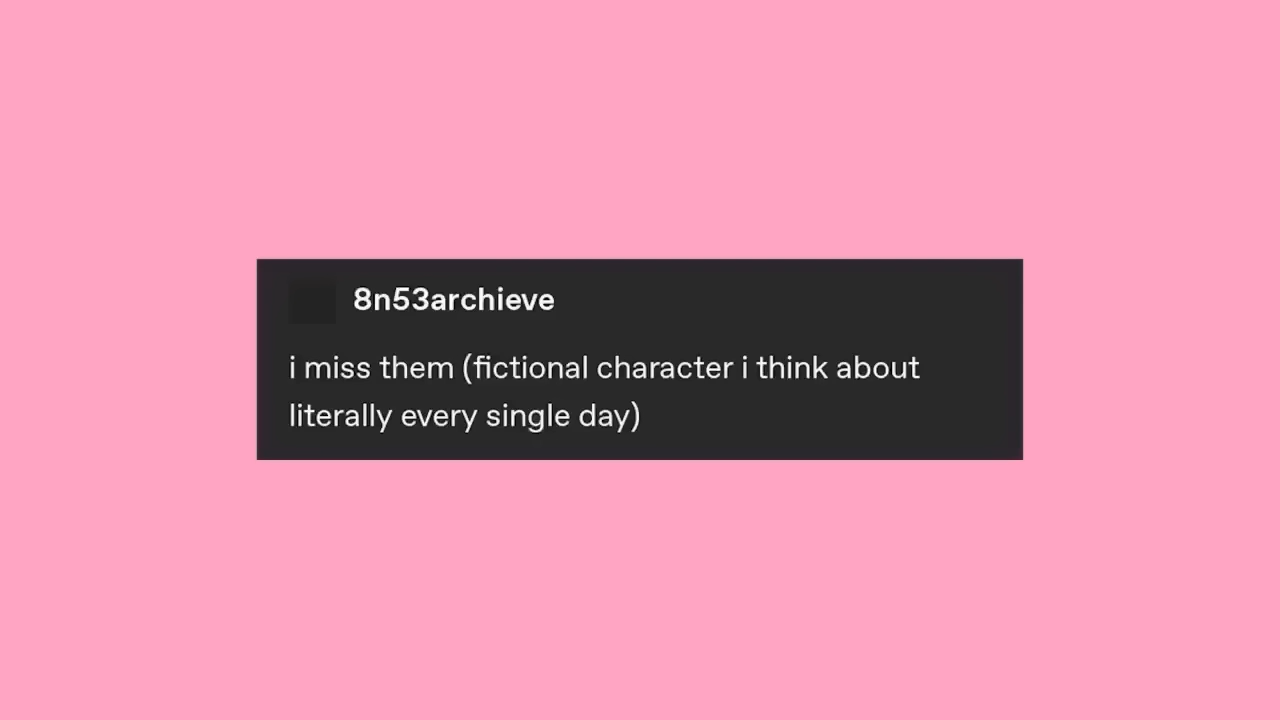 8n53archieve
i miss them (fictional character i think about
literally every single day)